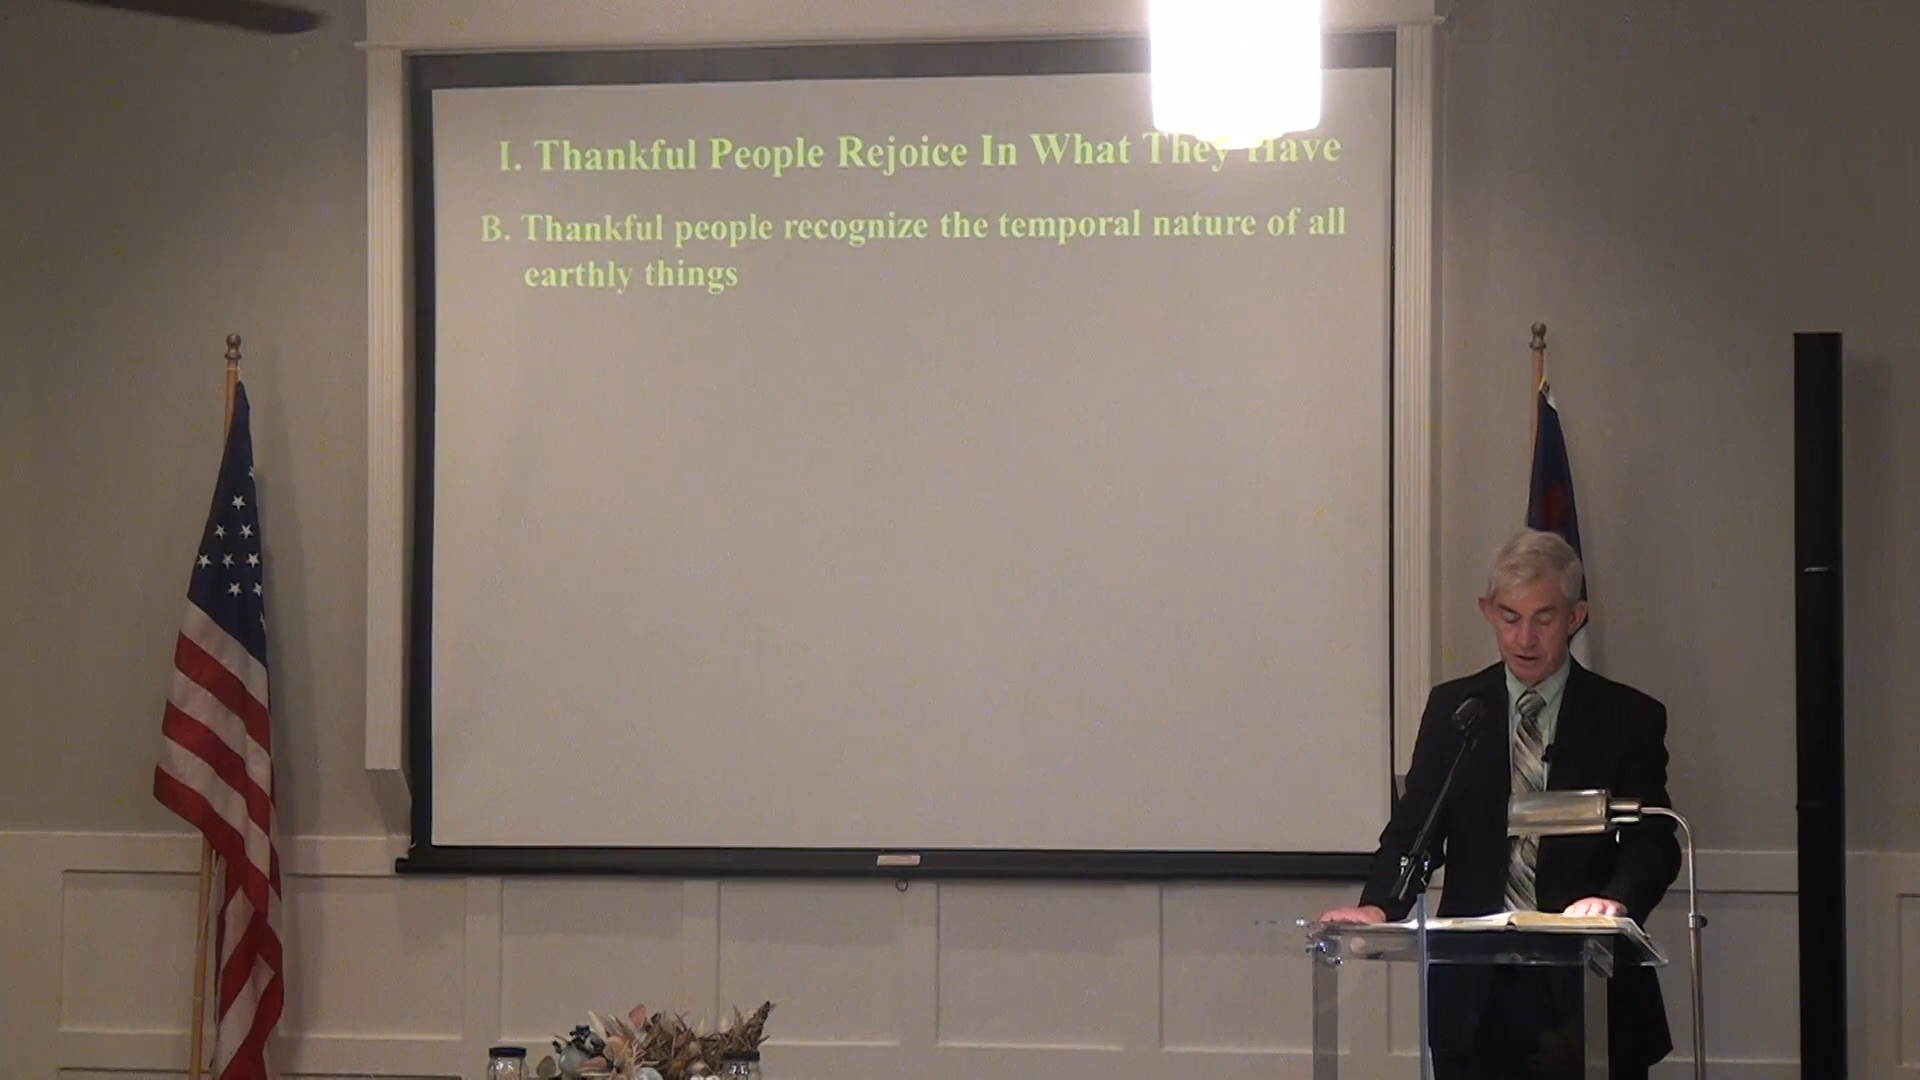 I. Thankful People Rejoice In What They Have
B. Thankful people recognize the temporal nature of all
earthly things